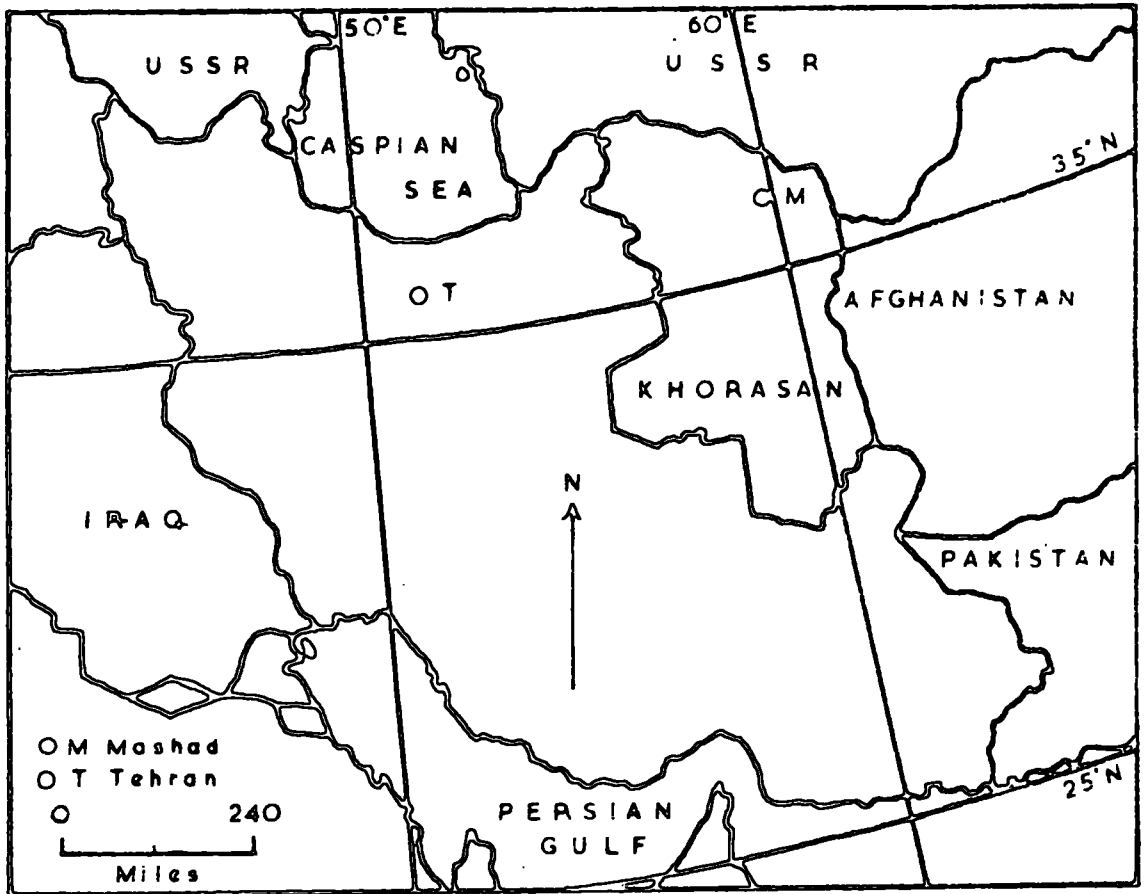 50°E
60°E
USSR
USSR
CASPIAN
SEA
35°N
O M
O T
AFGHANISTAN
KHORASAN
N
IRAQ
PAKISTAN
O M Mashad
O T Tehran
0 240
Miles
PERSIAN
GULF
25°N